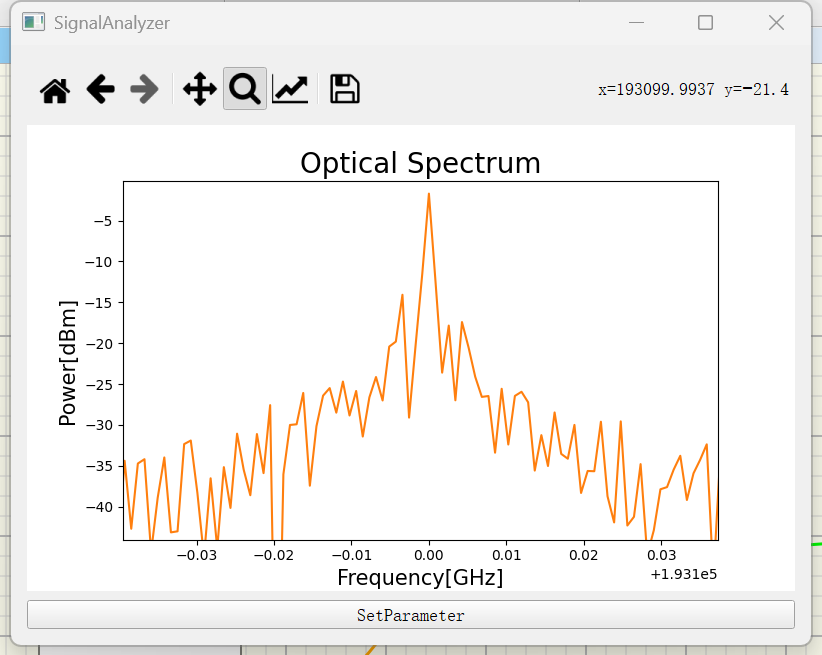 SignalAnalyzer
x=193099.9937 y=−21.4
Optical Spectrum
Power[dBm]
−5
−10
−15
−20
−25
−30
−35
−40
−0.03 −0.02 −0.01 0.00 0.01 0.02 0.03
+1.931e5
Frequency[GHz]
SetParameter